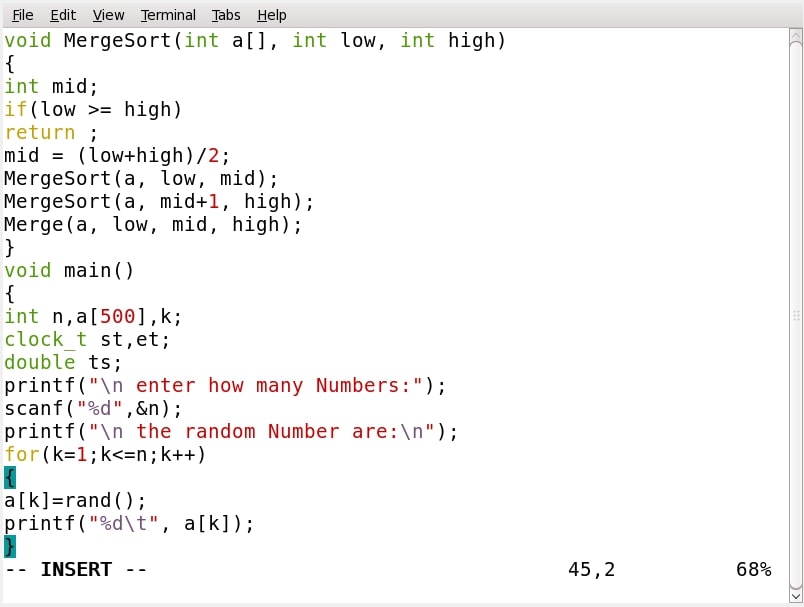 File Edit View Terminal Tabs Help
void MergeSort(int a[], int low, int high)
{
int mid;
if(low >= high)
return ;
mid = (low+high)/2;
MergeSort(a, low, mid);
MergeSort(a, mid+1, high);
Merge(a, low, mid, high);
}
void main()
{
int n,a[500],k;
clock_t st,et;
double ts;
printf("\n enter how many Numbers:");
scanf("%d",&n);
printf("\n the random Number are:\n");
for(k=1;k<=n;k++)
{
a[k]=rand();
printf("%d\t", a[k]);
}
-- INSERT -- 45,2 68%